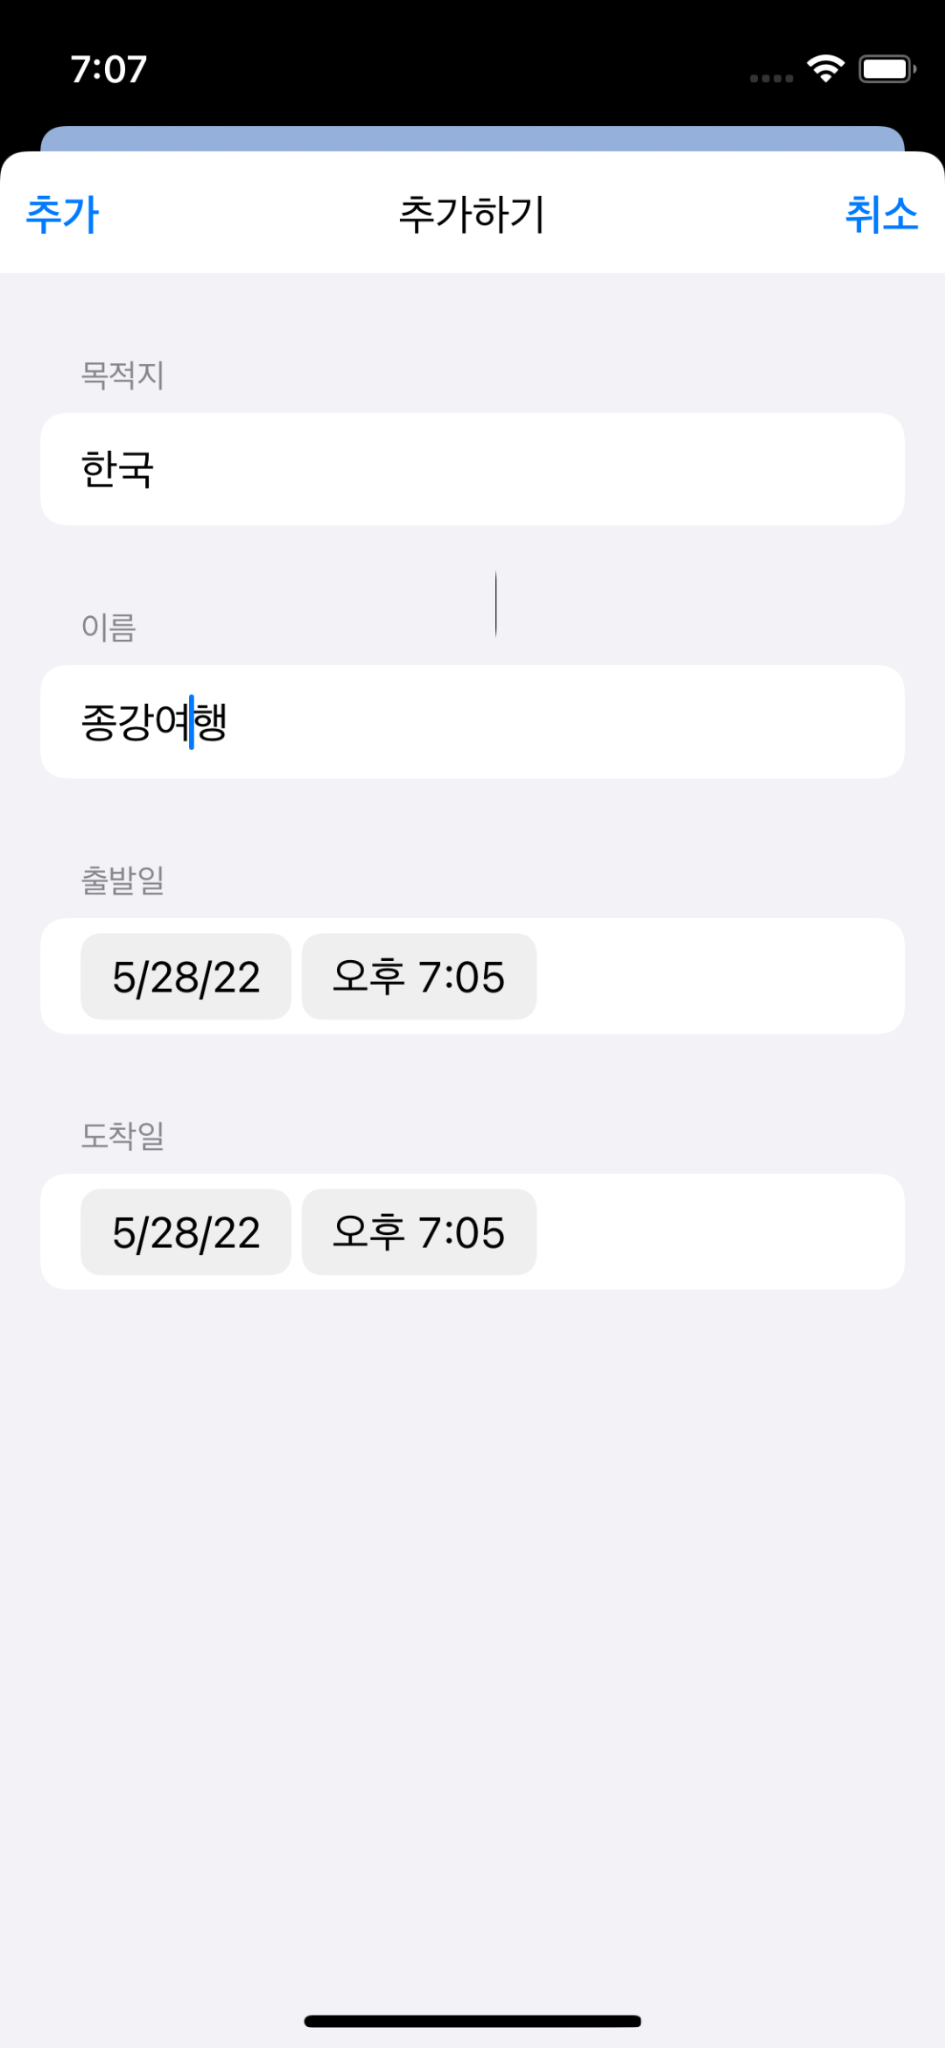 7:07
추가 추가하기 취소
목적지
한국
이름
종강여행
출발일
5/28/22 오후 7:05
도착일
5/28/22 오후 7:05